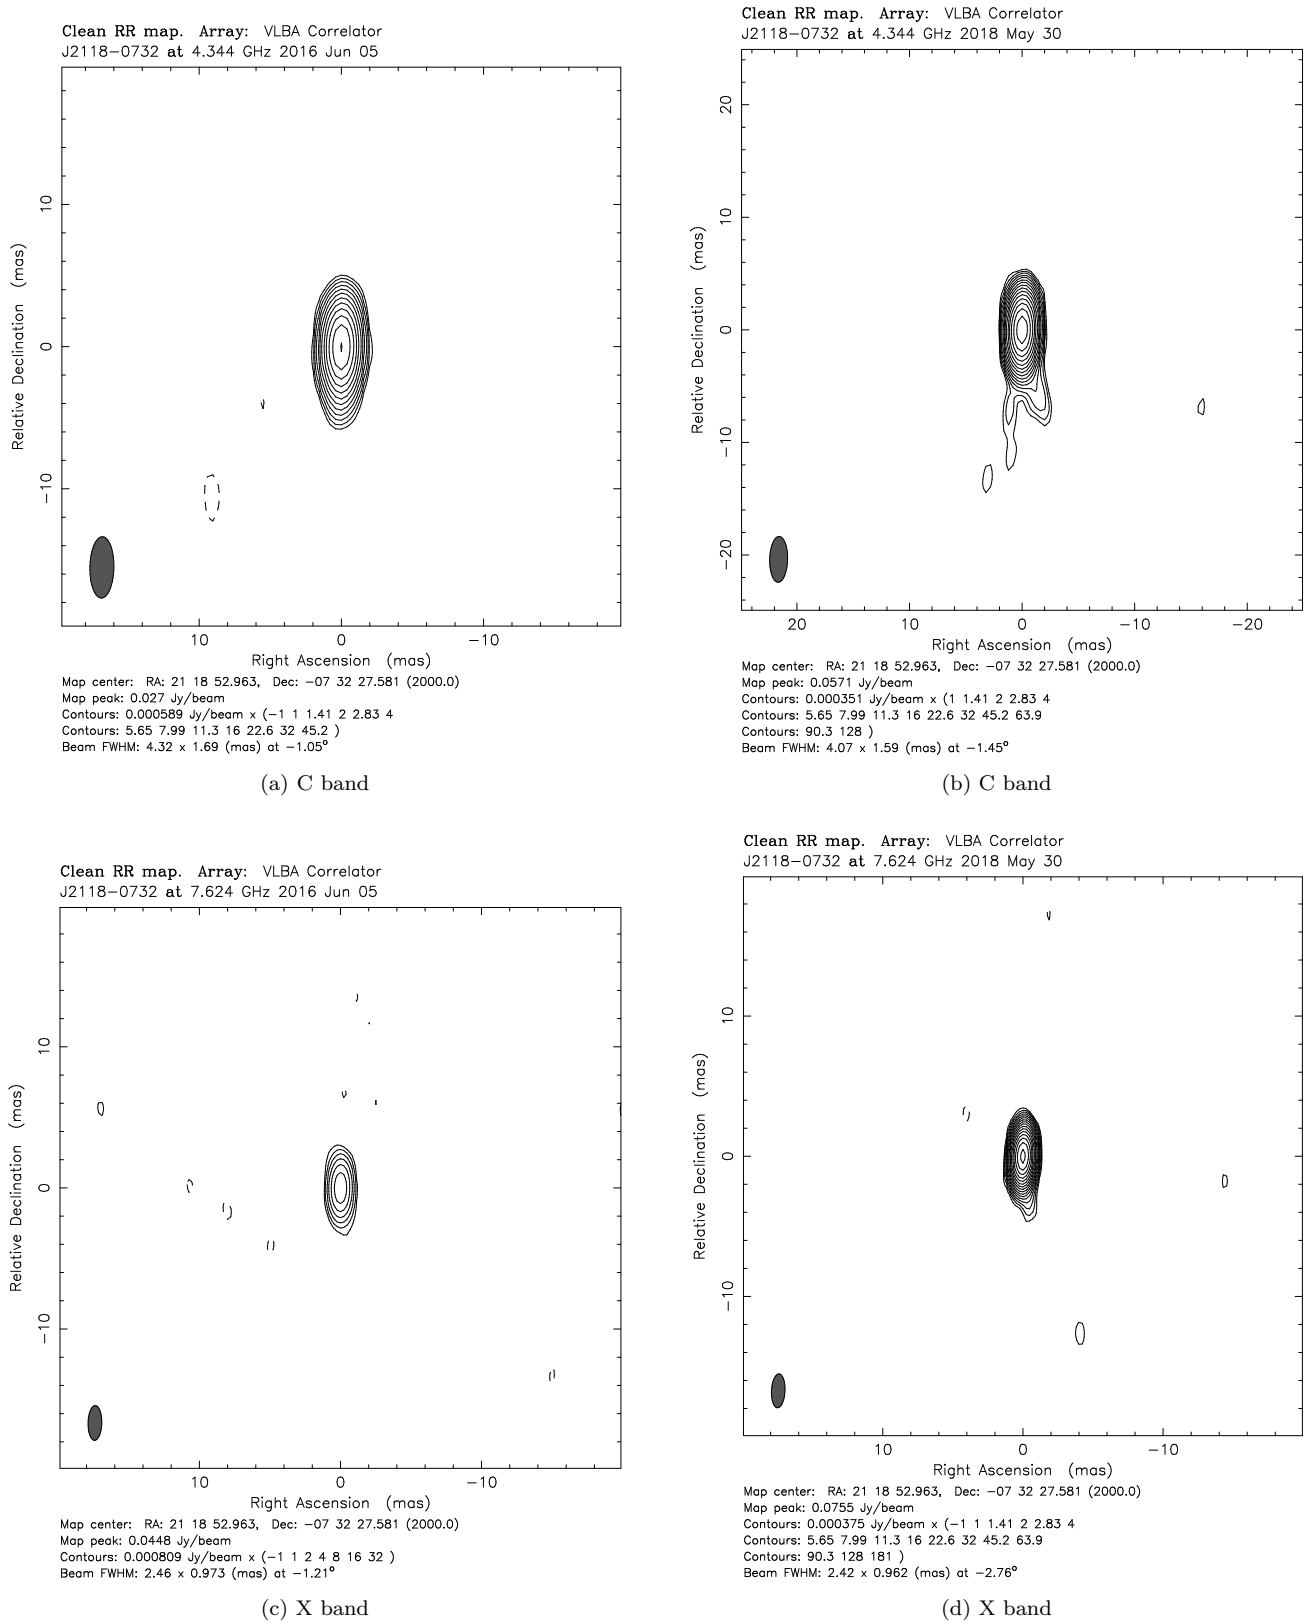 Clean RR map. Array: VLBA Correlator
J2118−0732 at 4.344 GHz 2016 Jun 05
10
0
−10
Relative Declination (mas)
10 0 −10
Right Ascension (mas)
Map center: RA: 21 18 52.963, Dec: −07 32 27.581 (2000.0)
Map peak: 0.027 Jy/beam
Contours: 0.000589 Jy/beam x (−1 1 1.41 2 2.83 4
Contours: 5.65 7.99 11.3 16 22.6 32 45.2 )
Beam FWHM: 4.32 x 1.69 (mas) at −1.05°
(a) C band
Clean RR map. Array: VLBA Correlator
J2118−0732 at 4.344 GHz 2018 May 30
20
10
0
−10
−20
Relative Declination (mas)
20 10 0 −10 −20
Right Ascension (mas)
Map center: RA: 21 18 52.963, Dec: −07 32 27.581 (2000.0)
Map peak: 0.0571 Jy/beam
Contours: 0.000351 Jy/beam x (1 1.41 2 2.83 4
Contours: 5.65 7.99 11.3 16 22.6 32 45.2 63.9
Contours: 90.3 128 )
Beam FWHM: 4.07 x 1.59 (mas) at −1.45°
(b) C band
Clean RR map. Array: VLBA Correlator
J2118−0732 at 7.624 GHz 2016 Jun 05
10
0
−10
Relative Declination (mas)
10 0 −10
Right Ascension (mas)
Map center: RA: 21 18 52.963, Dec: −07 32 27.581 (2000.0)
Map peak: 0.0448 Jy/beam
Contours: 0.000809 Jy/beam x (−1 1 2 4 8 16 32 )
Beam FWHM: 2.46 x 0.973 (mas) at −1.21°
(c) X band
Clean RR map. Array: VLBA Correlator
J2118−0732 at 7.624 GHz 2018 May 30
10
0
−10
Relative Declination (mas)
10 0 −10
Right Ascension (mas)
Map center: RA: 21 18 52.963, Dec: −07 32 27.581 (2000.0)
Map peak: 0.0755 Jy/beam
Contours: 0.000375 Jy/beam x (−1 1 1.41 2 2.83 4
Contours: 5.65 7.99 11.3 16 22.6 32 45.2 63.9
Contours: 90.3 128 181 )
Beam FWHM: 2.42 x 0.962 (mas) at −2.76°
(d) X band